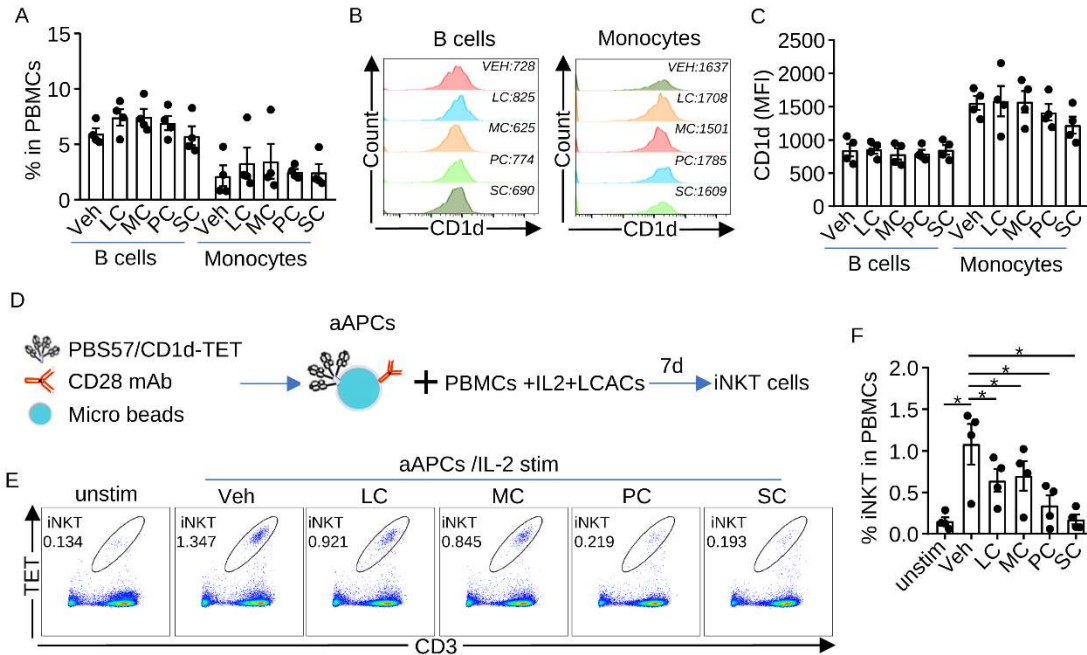 A
% in PBMCs
15
10
5
0
Veh
LC
MC
PC
SC
Veh
LC
MC
PC
SC
B cells
Monocytes
B
B cells
Monocytes
Count
VEH:728
LC:825
MC:625
PC:774
SC:690
CD1d
Count
VEH:1637
LC:1708
MC:1501
PC:1785
SC:1609
CD1d
C
CD1d (MFI)
2500
2000
1500
1000
500
0
Veh
LC
MC
PC
SC
Veh
LC
MC
PC
SC
B cells
Monocytes
D
PBS57/CD1d-TET
CD28 mAb
Micro beads
aAPCs
+ PBMCs +IL2+LCACs
7d
iNKT cells
E
aAPCs /IL-2 stim
unstim
Veh
LC
MC
PC
SC
TET
iNKT
0.134
iNKT
1.347
iNKT
0.921
iNKT
0.845
iNKT
0.219
iNKT
0.193
CD3
F
% iNKT in PBMCs
2.0
1.5
1.0
0.5
0.0
*
*
*
*
*
unstim
Veh
LC
MC
PC
SC